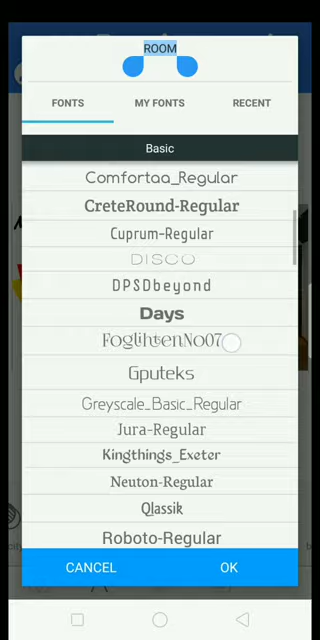 ROOM
FONTS MY FONTS RECENT
Basic
Comfortaa_Regular
CreteRound-Regular
Cuprum-Regular
DISCO
DPSDbeyond
Days
FoglihtenNo07
Gputeks
Greyscale_Basic_Regular
Jura-Regular
Kingthings_Exeter
Neuton-Regular
Qlassik
Roboto-Regular
CANCEL OK